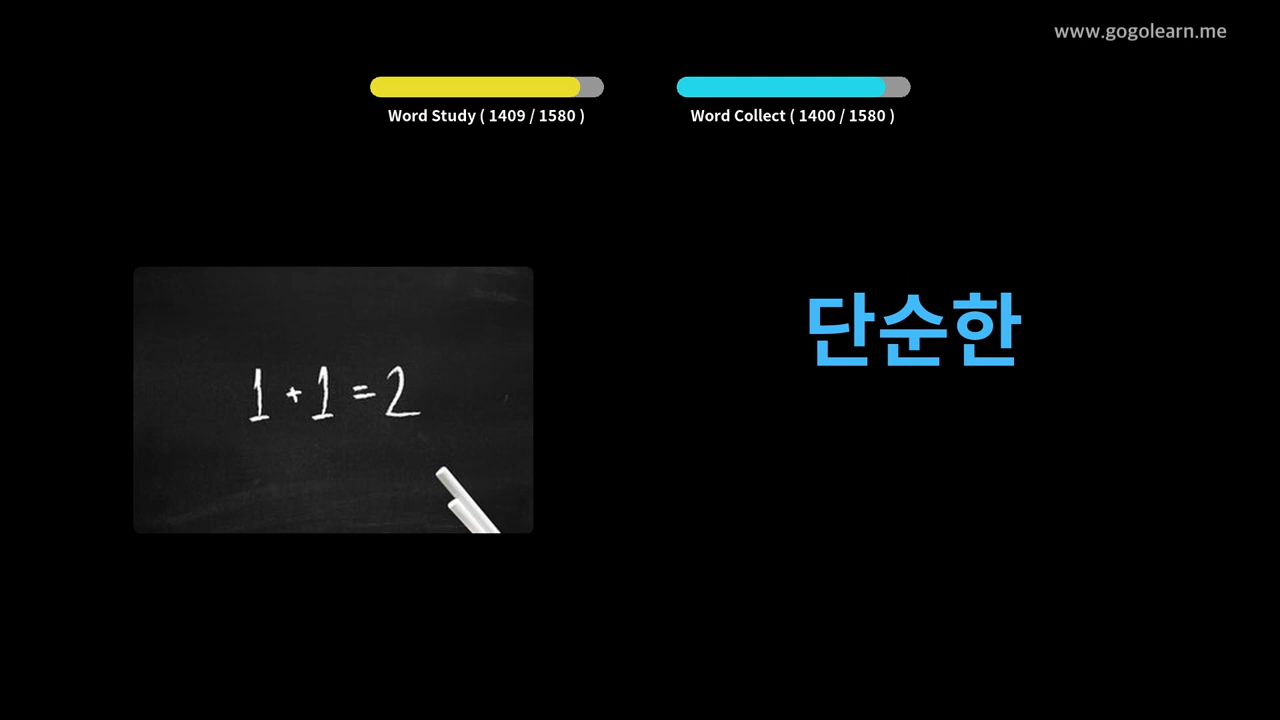 www.gogolearn.me
Word Study ( 1409 / 1580 )
Word Collect ( 1400 / 1580 )
1 + 1 = 2
단순한